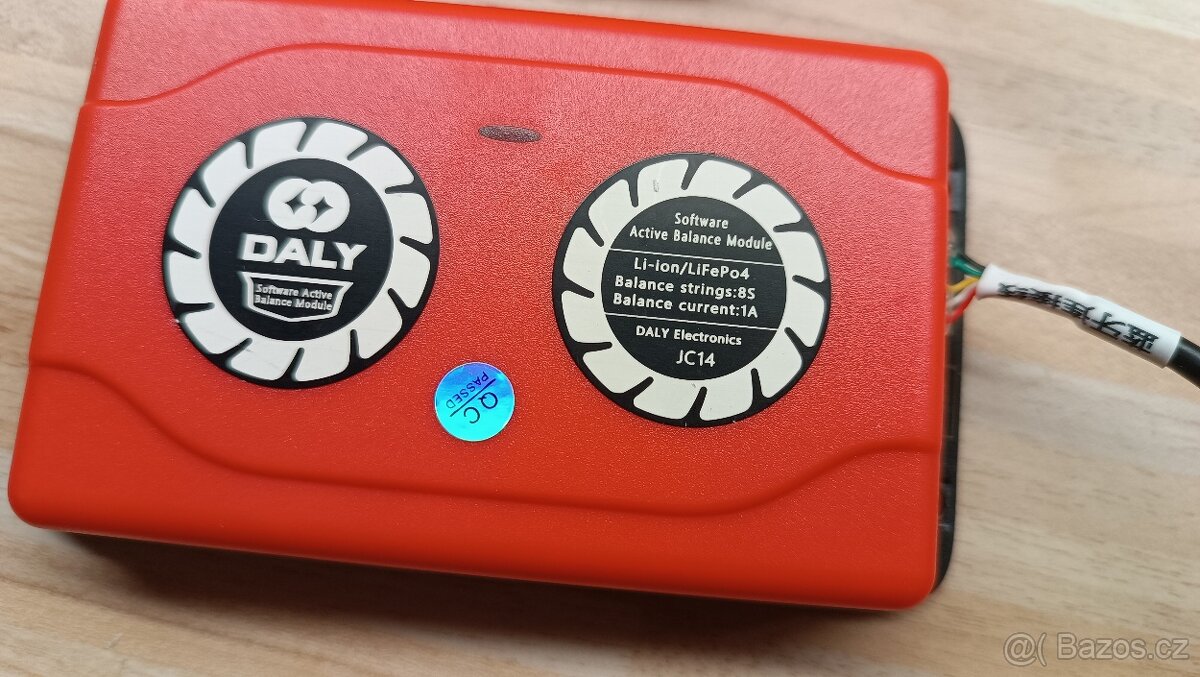 DALY
Software Active
Balance Module
Software
Active Balance Module
Li-ion/LiFePo4
Balance strings:8S
Balance current:1A
DALY Electronics
JC14
QC
PASSED
@( Bazos.cz